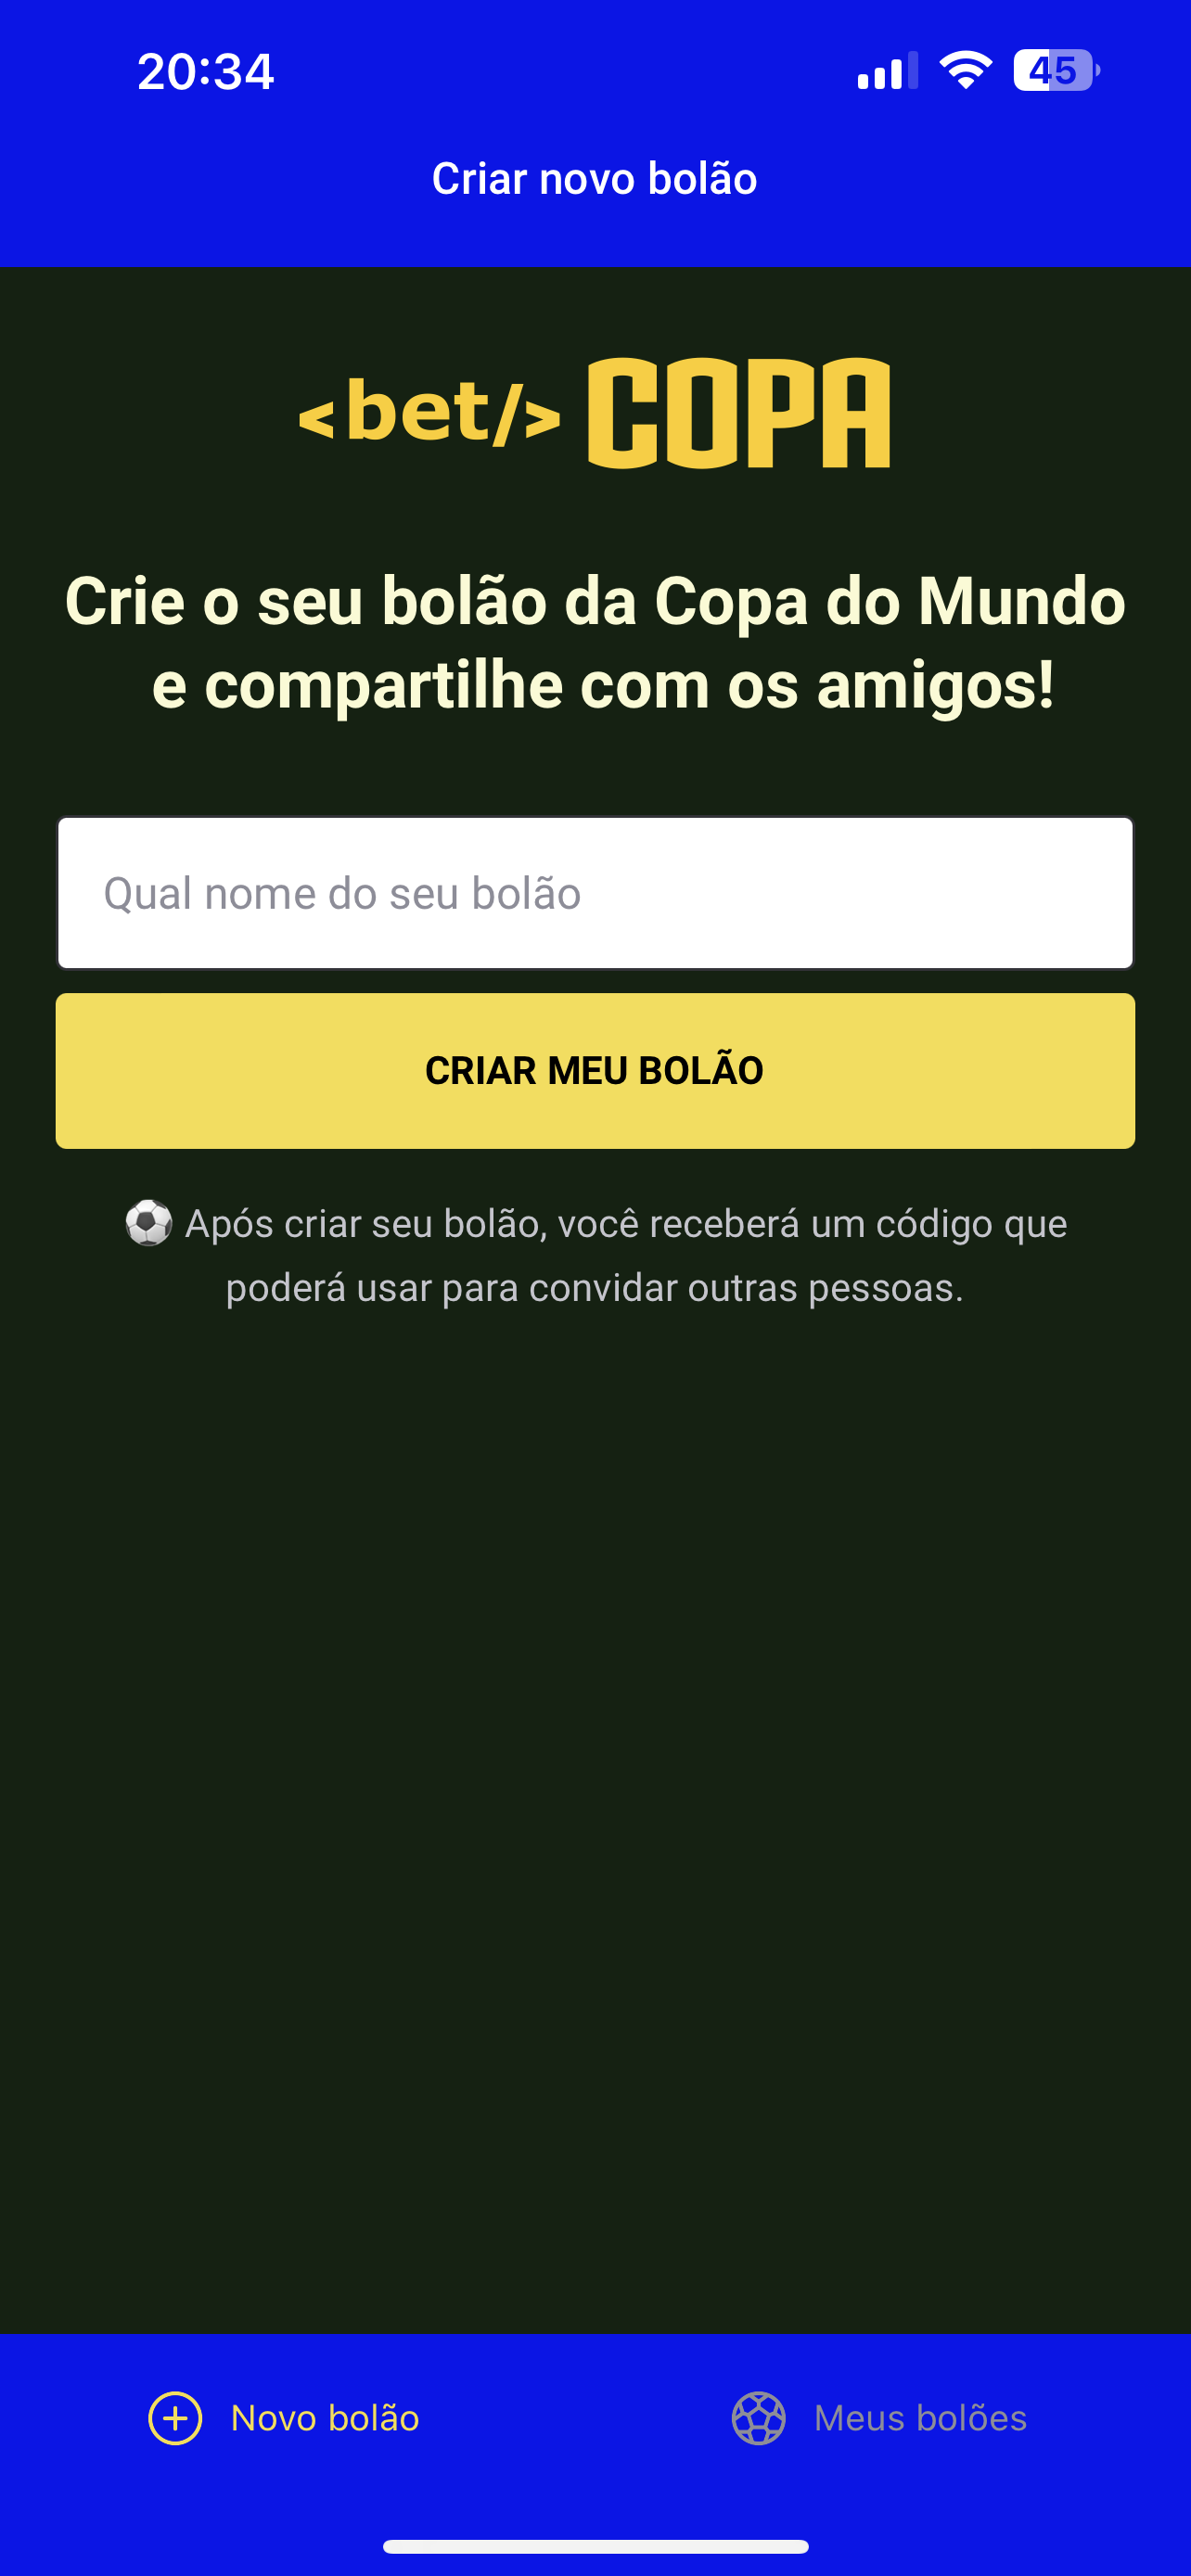 20:34
45
Criar novo bolão
<bet/> COPA
Crie o seu bolão da Copa do Mundo
e compartilhe com os amigos!
Qual nome do seu bolão
CRIAR MEU BOLÃO
⚽ Após criar seu bolão, você receberá um código que
poderá usar para convidar outras pessoas.
Novo bolão
Meus bolões